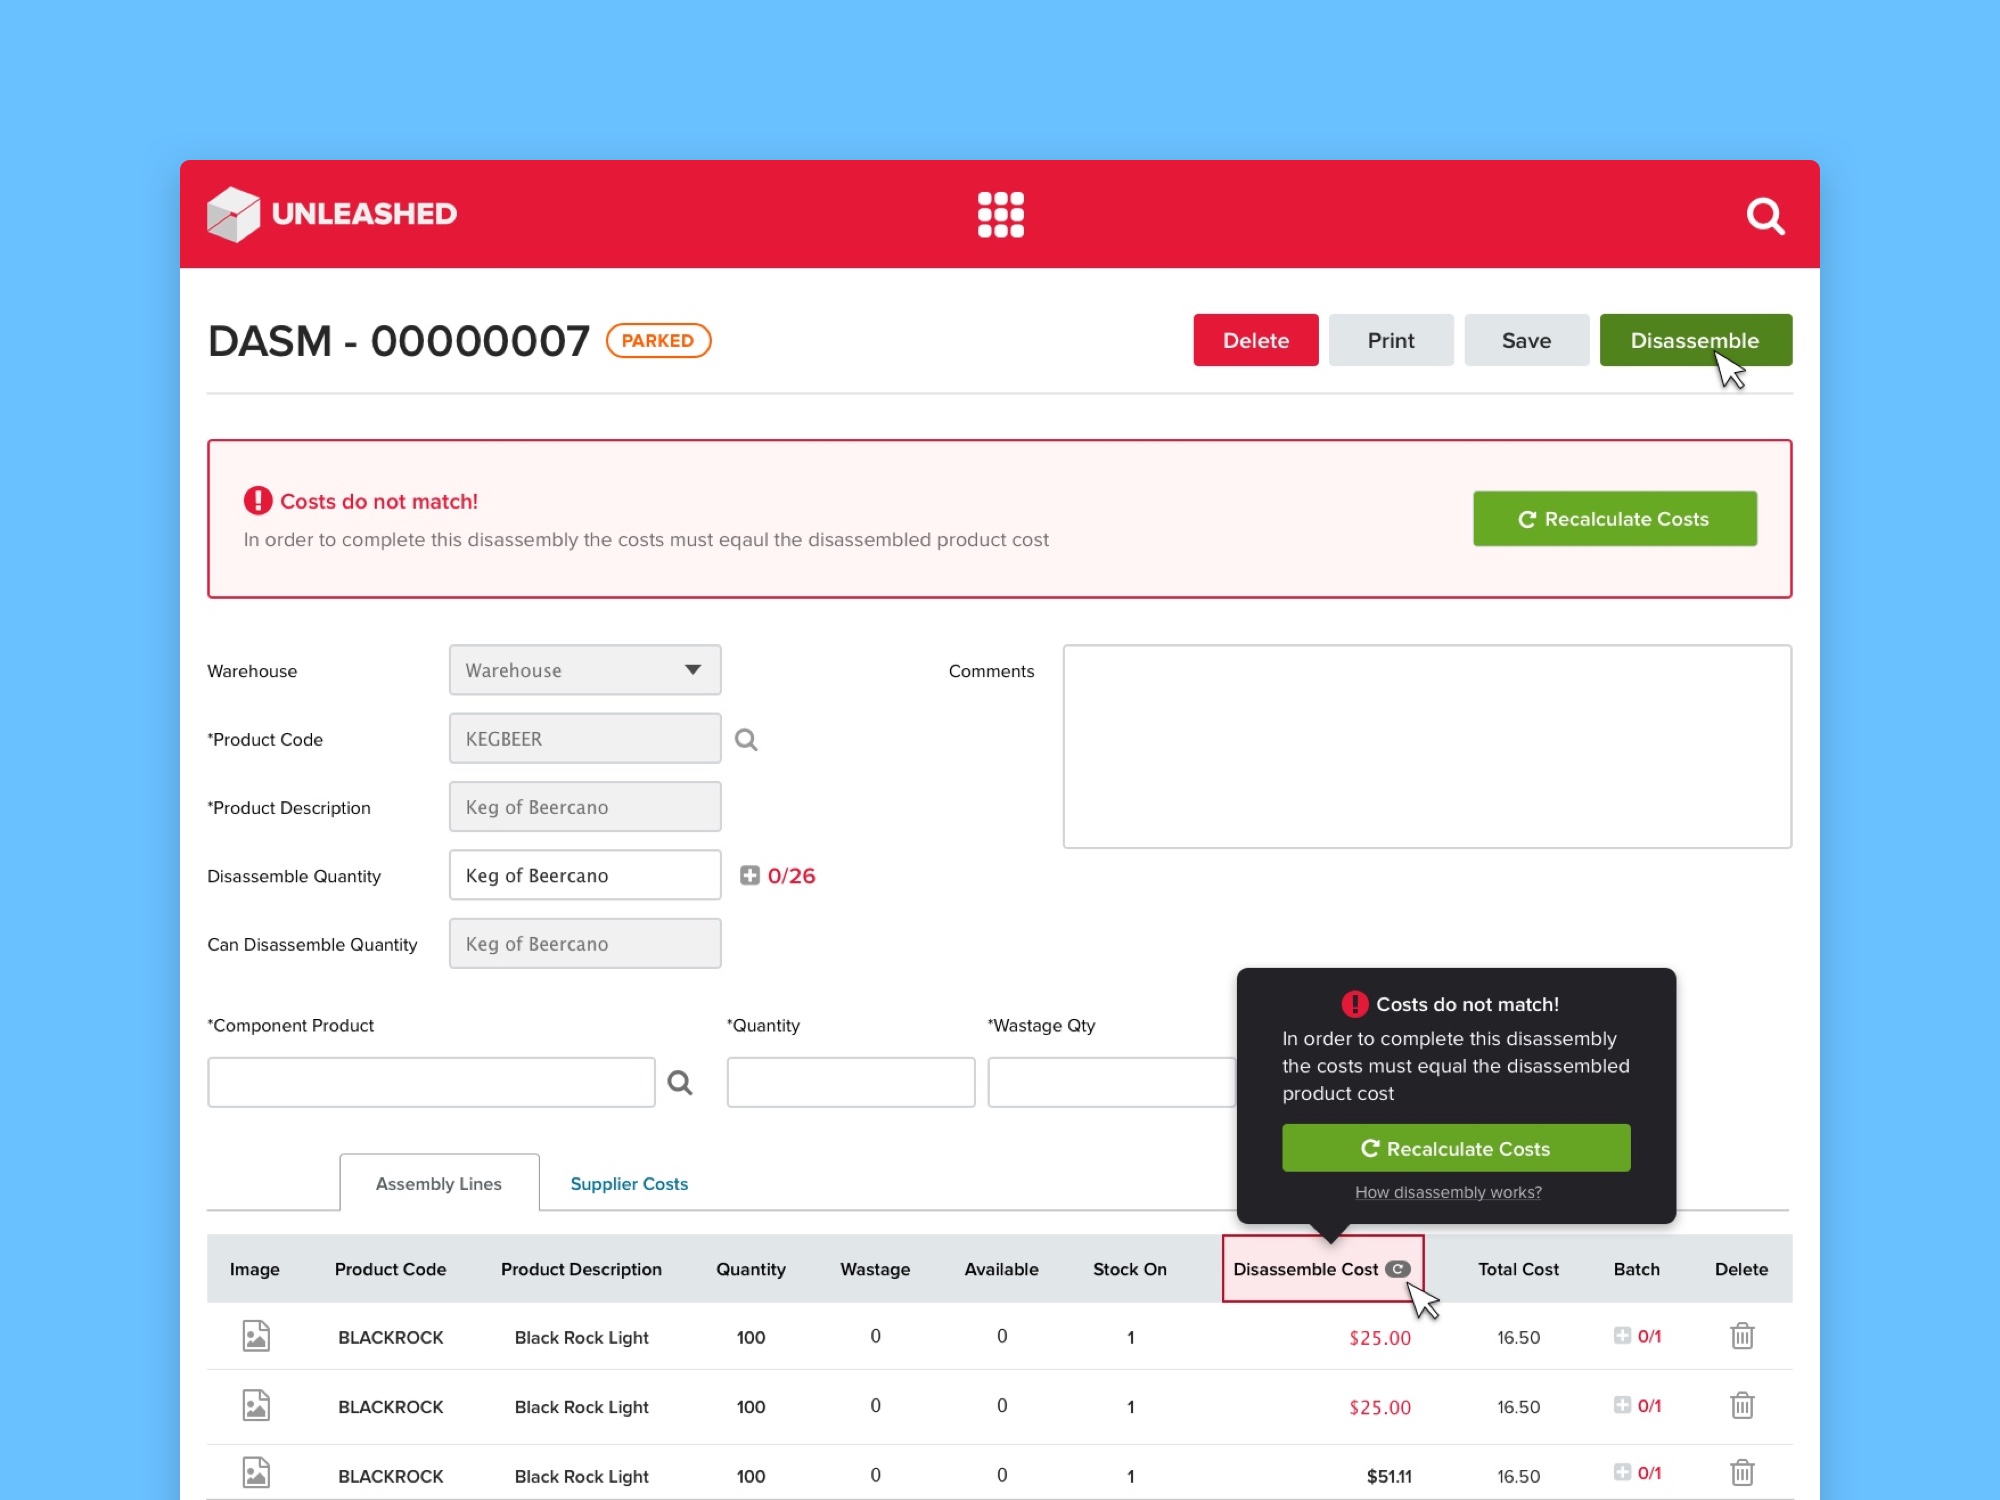 UNLEASHED
DASM - 00000007 PARKED
Delete Print Save Disassemble
Costs do not match!
In order to complete this disassembly the costs must eqaul the disassembled product cost
Recalculate Costs
Warehouse Warehouse
Comments
*Product Code KEGBEER
*Product Description Keg of Beercano
Disassemble Quantity Keg of Beercano 0/26
Can Disassemble Quantity Keg of Beercano
*Component Product *Quantity *Wastage Qty
Costs do not match!
In order to complete this disassembly
the costs must equal the disassembled
product cost
Recalculate Costs
How disassembly works?
Assembly Lines Supplier Costs
Image Product Code Product Description Quantity Wastage Available Stock On Disassemble Cost Total Cost Batch Delete
BLACKROCK Black Rock Light 100 0 0 1 $25.00 16.50 0/1
BLACKROCK Black Rock Light 100 0 0 1 $25.00 16.50 0/1
BLACKROCK Black Rock Light 100 0 0 1 $51.11 16.50 0/1